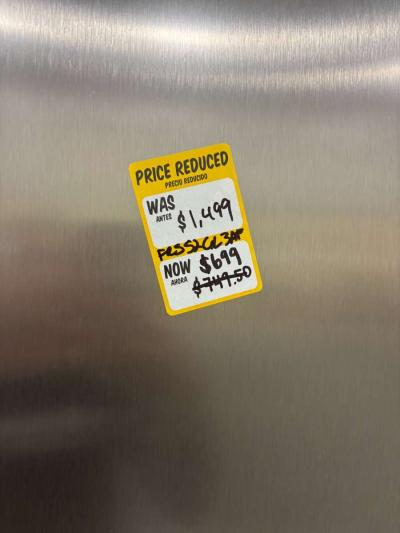 PRICE REDUCED
PRECIO REDUCIDO
WAS
ANTES
$1,499
NOW $699
AHORA
$749.50